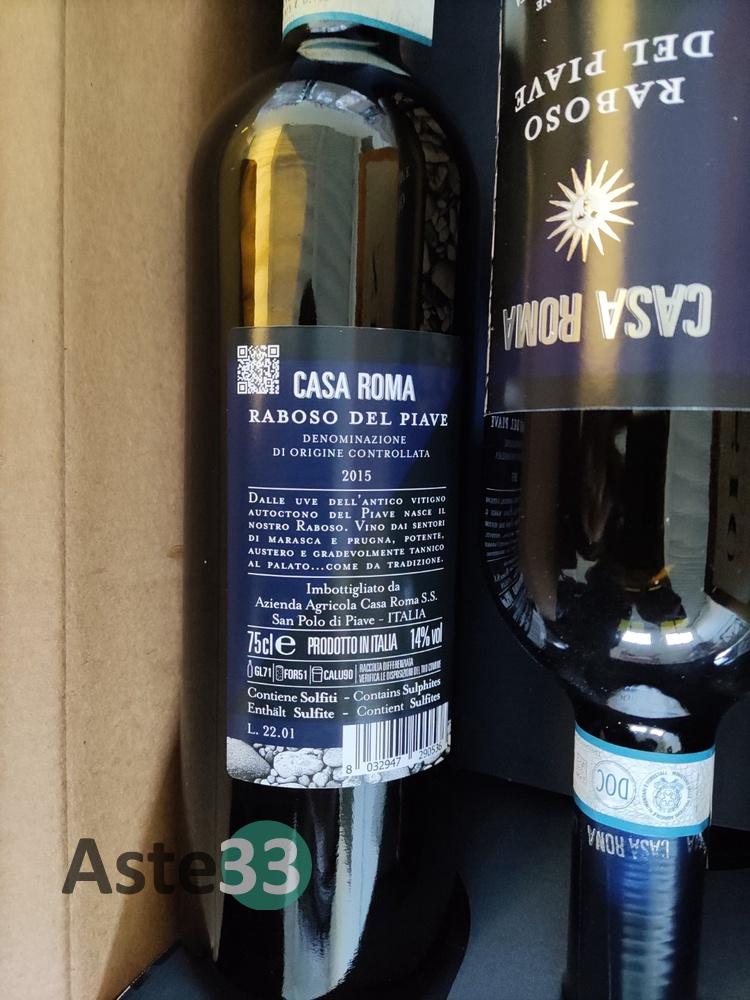 CASA ROMA
RABOSO DEL PIAVE
DENOMINAZIONE
DI ORIGINE CONTROLLATA
2015
DALLE UVE DELL'ANTICO VITIGNO
AUTOCTONO DEL PIAVE NASCE IL
NOSTRO RABOSO. VINO DAI SENTORI
DI MARASCA E PRUGNA, POTENTE,
AUSTERO E GRADEVOLMENTE TANNICO
AL PALATO...COME DA TRADIZIONE.
Imbottigliato da
Azienda Agricola Casa Roma S.S.
San Polo di Piave - ITALIA
75cl e PRODOTTO IN ITALIA 14% vol
GL71 FOR51 CALU90 RACCOLTA DIFFERENZIATA
VERIFICA LE DISPOSIZIONI DEL TUO COMUNE
Contiene Solfiti - Contains Sulphites
Enthält Sulfite - Contient Sulfites
L. 22.01
8 032947 290536
RABOSO
DEL PIAVE
CASA ROMA
DOC
CASA ROMA
Aste33